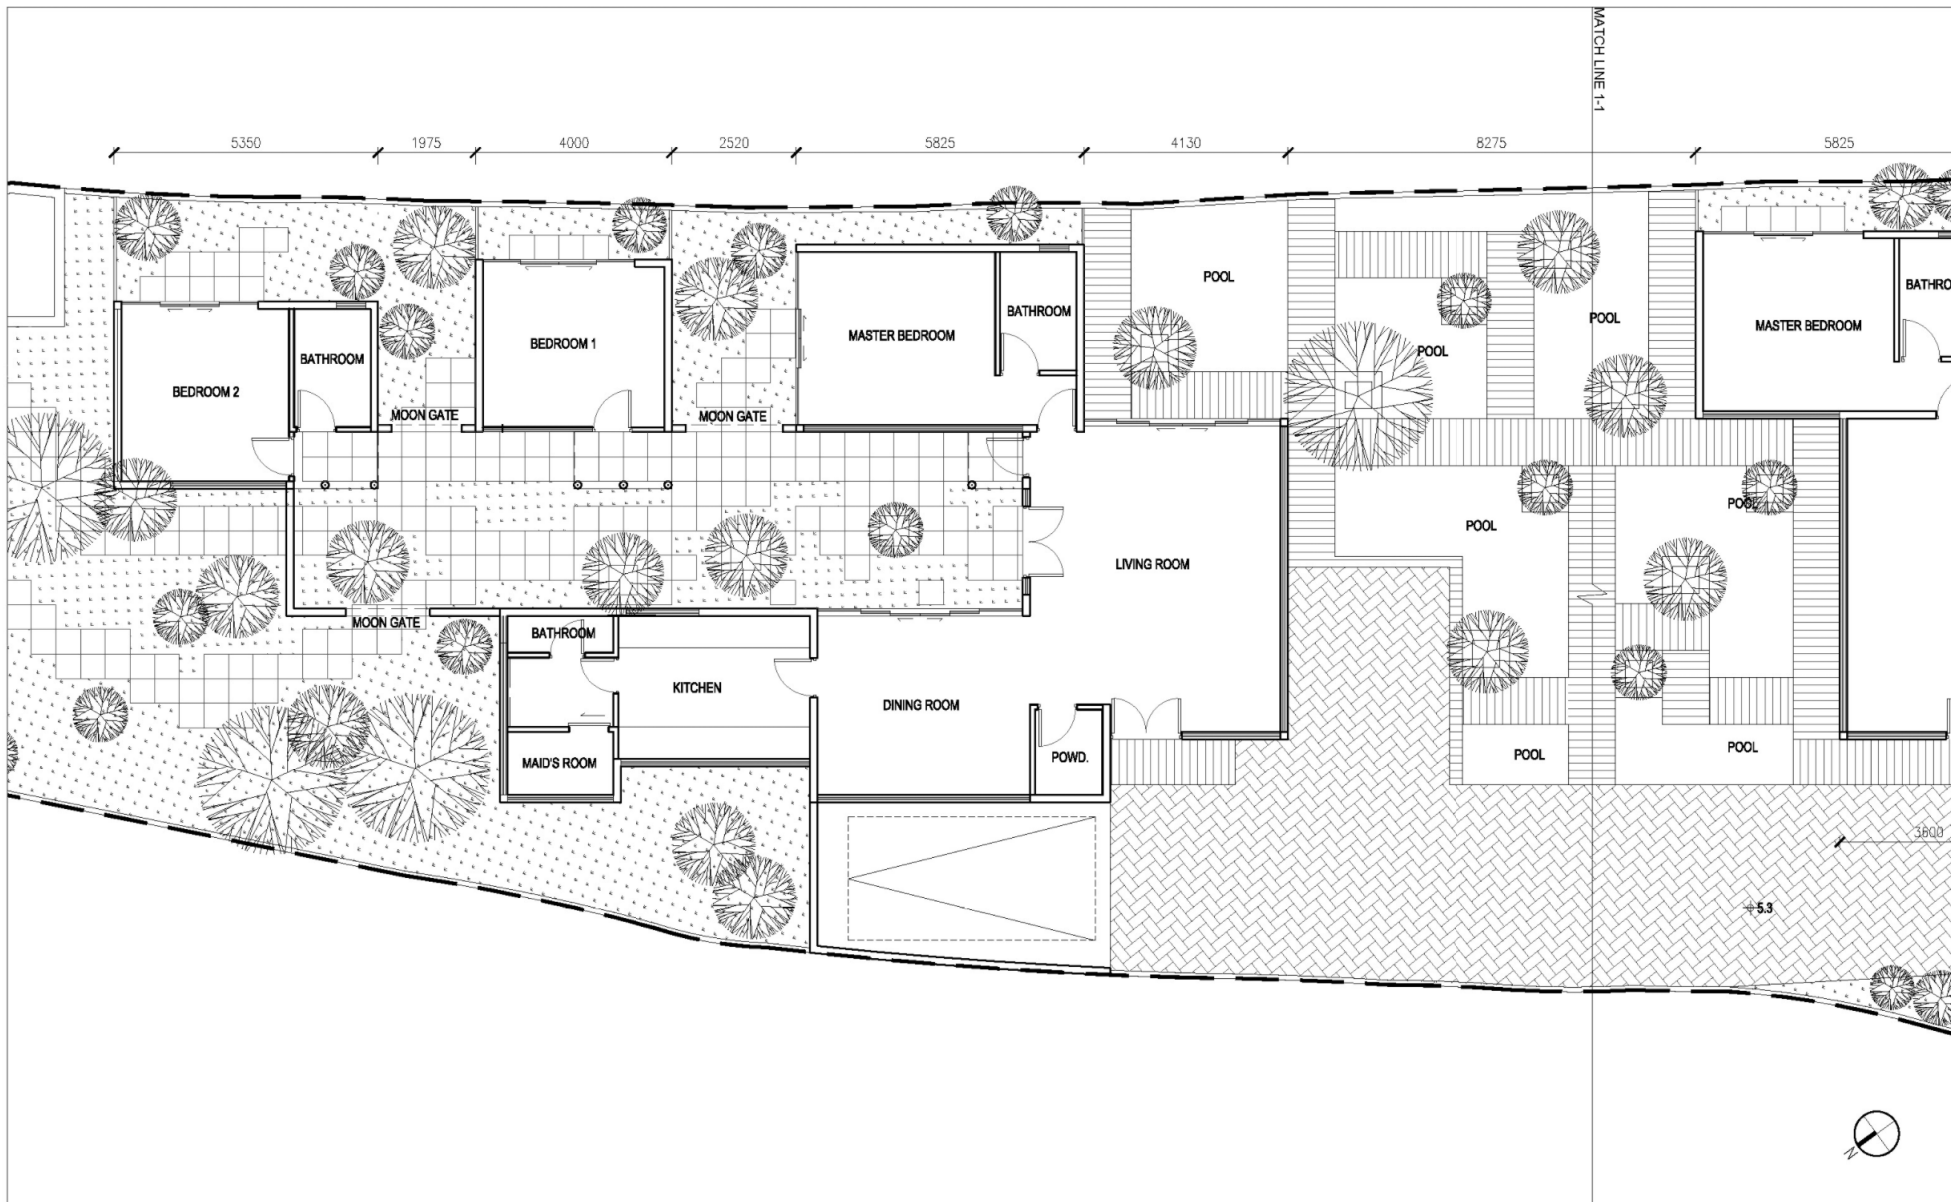 MATCH LINE 1-1
5350 1975 4000 2520 5825 4130 8275 5825
POOL
BATHROOM
MASTER BEDROOM
BATHRO
POOL
MASTER BEDROOM
BEDROOM 1
POOL
BATHROOM
BEDROOM 2
MOON GATE
MOON GATE
POOL
POOL
LIVING ROOM
MOON GATE
BATHROOM
KITCHEN
DINING ROOM
MAID'S ROOM
POWD.
POOL
POOL
3600
5.3
N